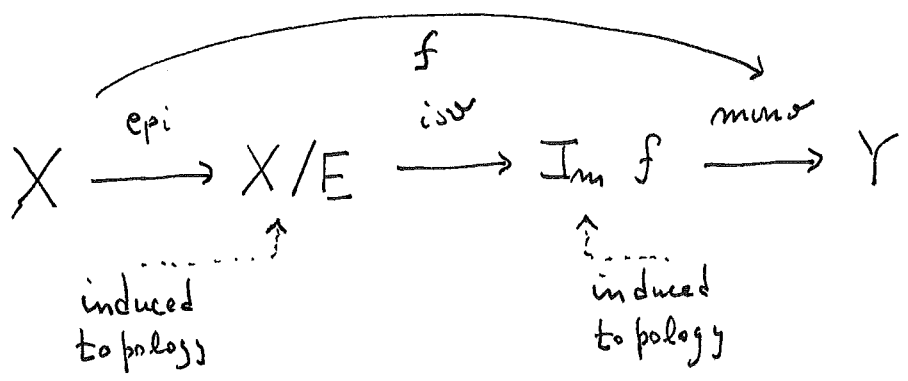 f
epi iso mono
X X/E Im f Y
induced induced
topology topology